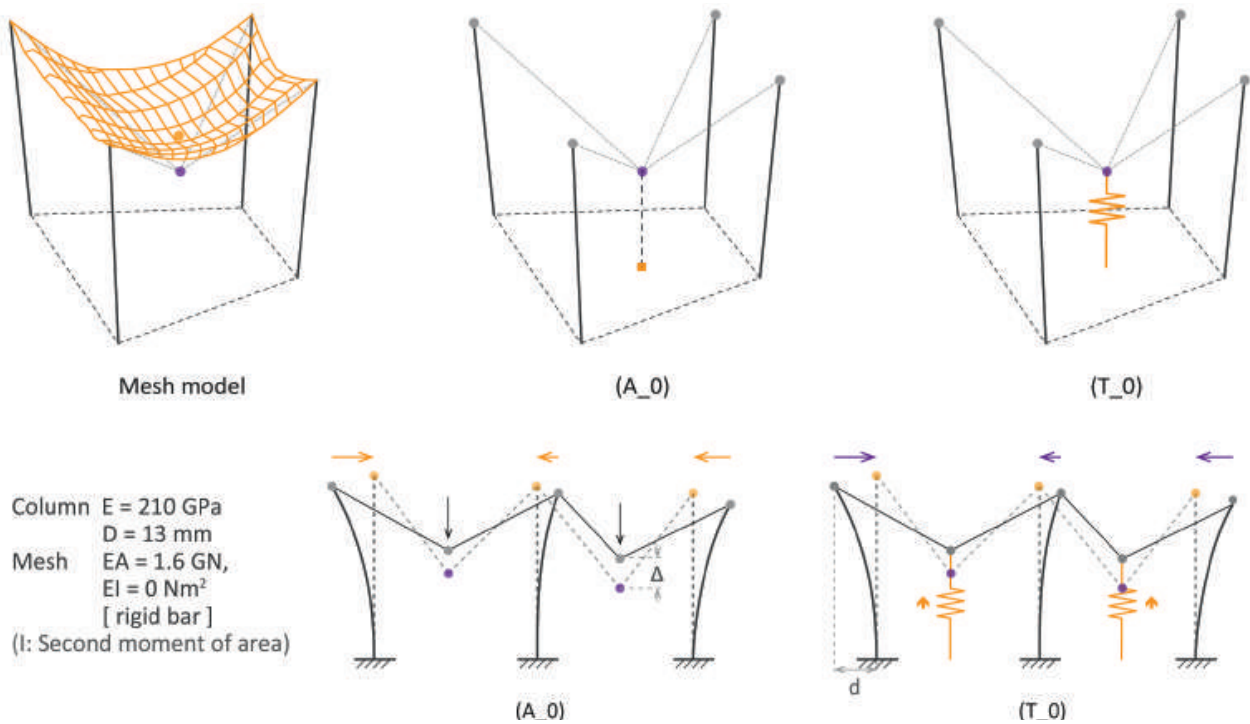 Mesh model
(A_0)
(T_0)
Column E = 210 GPa
D = 13 mm
Mesh EA = 1.6 GN,
EI = 0 Nm²
[ rigid bar ]
(I: Second moment of area)
Δ
d
(A_0)
(T_0)